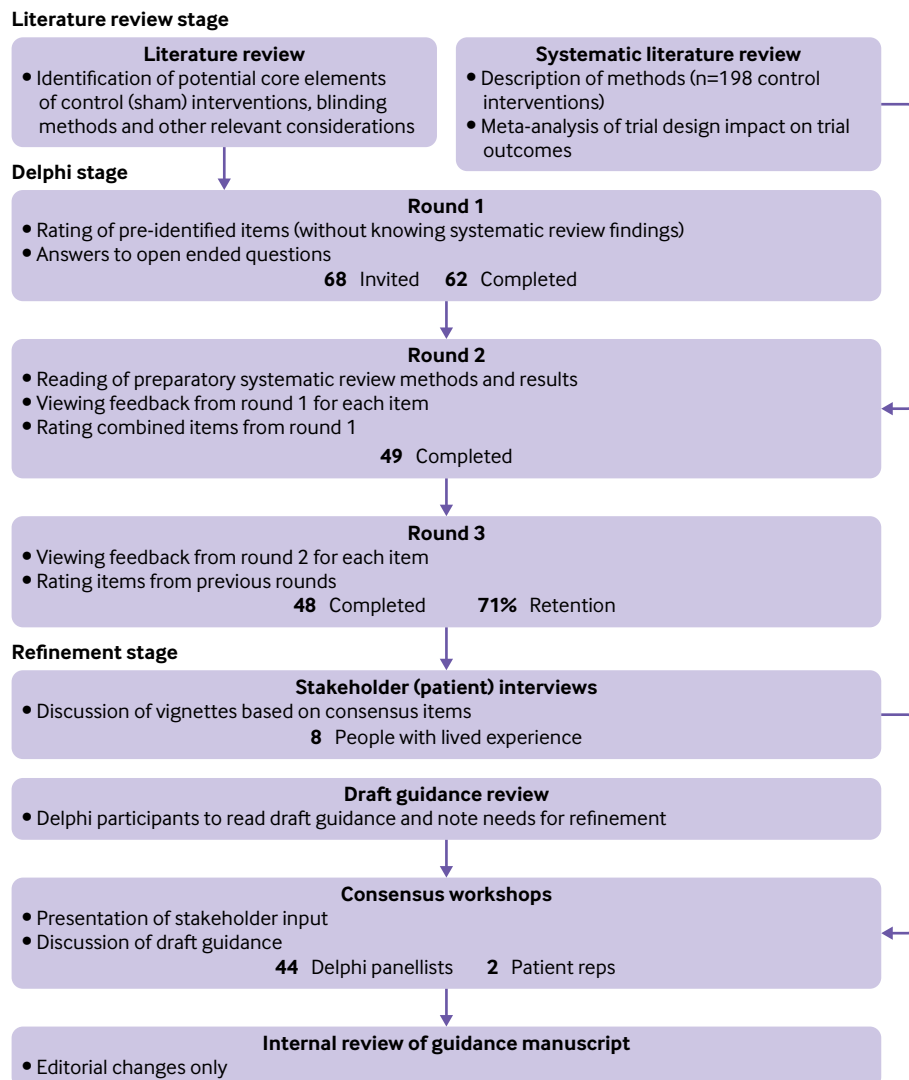 Literature review stage
Literature review
• Identification of potential core elements
of control (sham) interventions, blinding
methods and other relevant considerations
Systematic literature review
• Description of methods (n=198 control
interventions)
• Meta-analysis of trial design impact on trial
outcomes
Delphi stage
Round 1
• Rating of pre-identified items (without knowing systematic review findings)
• Answers to open ended questions
68 Invited 62 Completed
Round 2
• Reading of preparatory systematic review methods and results
• Viewing feedback from round 1 for each item
• Rating combined items from round 1
49 Completed
Round 3
• Viewing feedback from round 2 for each item
• Rating items from previous rounds
48 Completed 71% Retention
Refinement stage
Stakeholder (patient) interviews
• Discussion of vignettes based on consensus items
8 People with lived experience
Draft guidance review
• Delphi participants to read draft guidance and note needs for refinement
Consensus workshops
• Presentation of stakeholder input
• Discussion of draft guidance
44 Delphi panellists 2 Patient reps
Internal review of guidance manuscript
• Editorial changes only